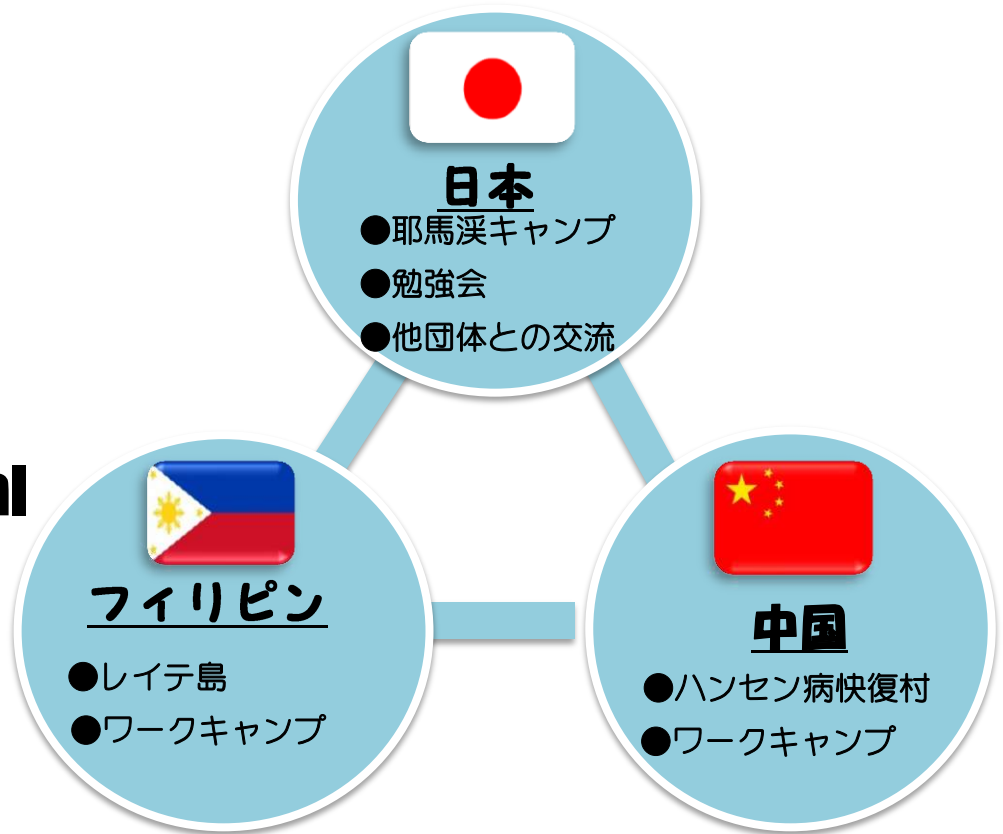 日本
●耶馬渓キャンプ
●勉強会
●他団体との交流
al
フィリピン
●レイテ島
●ワークキャンプ
中国
●ハンセン病快復村
●ワークキャンプ